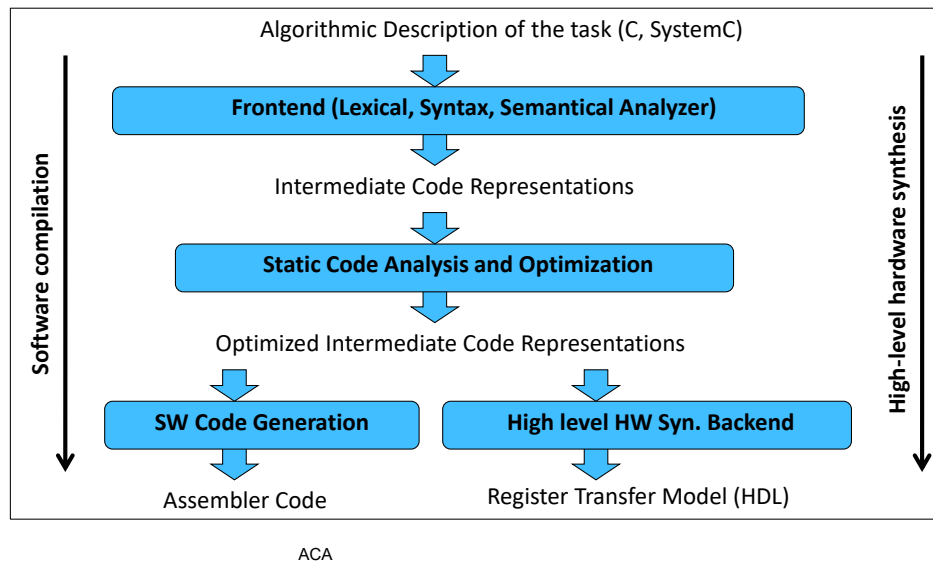 Algorithmic Description of the task (C, SystemC)
Frontend (Lexical, Syntax, Semantical Analyzer)
Intermediate Code Representations
Static Code Analysis and Optimization
Optimized Intermediate Code Representations
SW Code Generation
High level HW Syn. Backend
Assembler Code
Register Transfer Model (HDL)
Software compilation
High-level hardware synthesis
ACA